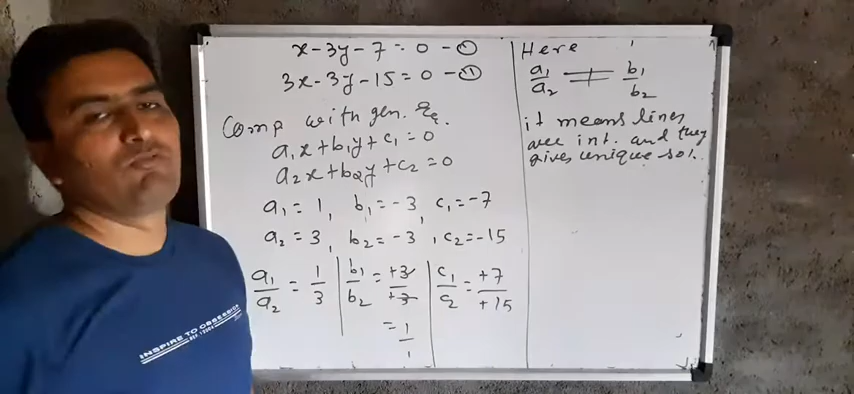 x - 3y - 7 = 0 - ①
3x - 3y - 15 = 0 - ⑪
Comp with gen. Eq.
a₁x + b₁y + c₁ = 0
a₂x + b₂y + c₂ = 0
a₁ = 1, b₁ = -3, c₁ = -7
a₂ = 3, b₂ = -3, c₂ = -15
a₁/a₂ = 1/3 | b₁/b₂ = +3/+3 | c₁/c₂ = +7/+15
= 1/1
Here
a₁/a₂ ≠ b₁/b₂
it means lines
are int. and they
gives unique sol.
INSPIRE TO OBSESSION